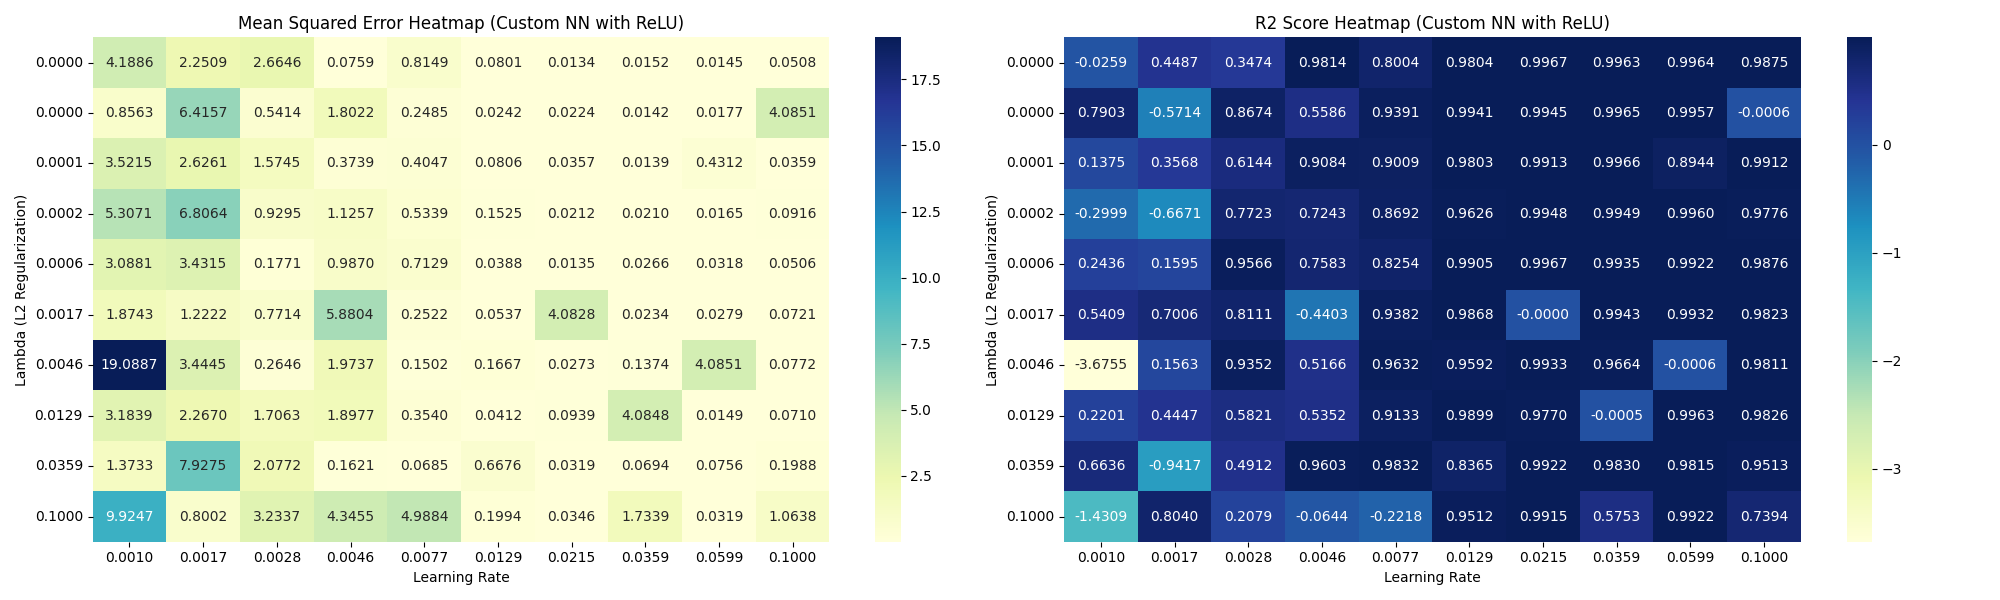 Mean Squared Error Heatmap (Custom NN with ReLU)
Lambda (L2 Regularization)
0.0000 4.1886 2.2509 2.6646 0.0759 0.8149 0.0801 0.0134 0.0152 0.0145 0.0508
0.0000 0.8563 6.4157 0.5414 1.8022 0.2485 0.0242 0.0224 0.0142 0.0177 4.0851
0.0001 3.5215 2.6261 1.5745 0.3739 0.4047 0.0806 0.0357 0.0139 0.4312 0.0359
0.0002 5.3071 6.8064 0.9295 1.1257 0.5339 0.1525 0.0212 0.0210 0.0165 0.0916
0.0006 3.0881 3.4315 0.1771 0.9870 0.7129 0.0388 0.0135 0.0266 0.0318 0.0506
0.0017 1.8743 1.2222 0.7714 5.8804 0.2522 0.0537 4.0828 0.0234 0.0279 0.0721
0.0046 19.0887 3.4445 0.2646 1.9737 0.1502 0.1667 0.0273 0.1374 4.0851 0.0772
0.0129 3.1839 2.2670 1.7063 1.8977 0.3540 0.0412 0.0939 4.0848 0.0149 0.0710
0.0359 1.3733 7.9275 2.0772 0.1621 0.0685 0.6676 0.0319 0.0694 0.0756 0.1988
0.1000 9.9247 0.8002 3.2337 4.3455 4.9884 0.1994 0.0346 1.7339 0.0319 1.0638
0.0010 0.0017 0.0028 0.0046 0.0077 0.0129 0.0215 0.0359 0.0599 0.1000
Learning Rate
17.5
15.0
12.5
10.0
7.5
5.0
2.5
R2 Score Heatmap (Custom NN with ReLU)
Lambda (L2 Regularization)
0.0000 -0.0259 0.4487 0.3474 0.9814 0.8004 0.9804 0.9967 0.9963 0.9964 0.9875
0.0000 0.7903 -0.5714 0.8674 0.5586 0.9391 0.9941 0.9945 0.9965 0.9957 -0.0006
0.0001 0.1375 0.3568 0.6144 0.9084 0.9009 0.9803 0.9913 0.9966 0.8944 0.9912
0.0002 -0.2999 -0.6671 0.7723 0.7243 0.8692 0.9626 0.9948 0.9949 0.9960 0.9776
0.0006 0.2436 0.1595 0.9566 0.7583 0.8254 0.9905 0.9967 0.9935 0.9922 0.9876
0.0017 0.5409 0.7006 0.8111 -0.4403 0.9382 0.9868 -0.0000 0.9943 0.9932 0.9823
0.0046 -3.6755 0.1563 0.9352 0.5166 0.9632 0.9592 0.9933 0.9664 -0.0006 0.9811
0.0129 0.2201 0.4447 0.5821 0.5352 0.9133 0.9899 0.9770 -0.0005 0.9963 0.9826
0.0359 0.6636 -0.9417 0.4912 0.9603 0.9832 0.8365 0.9922 0.9830 0.9815 0.9513
0.1000 -1.4309 0.8040 0.2079 -0.0644 -0.2218 0.9512 0.9915 0.5753 0.9922 0.7394
0.0010 0.0017 0.0028 0.0046 0.0077 0.0129 0.0215 0.0359 0.0599 0.1000
Learning Rate
0
−1
−2
−3